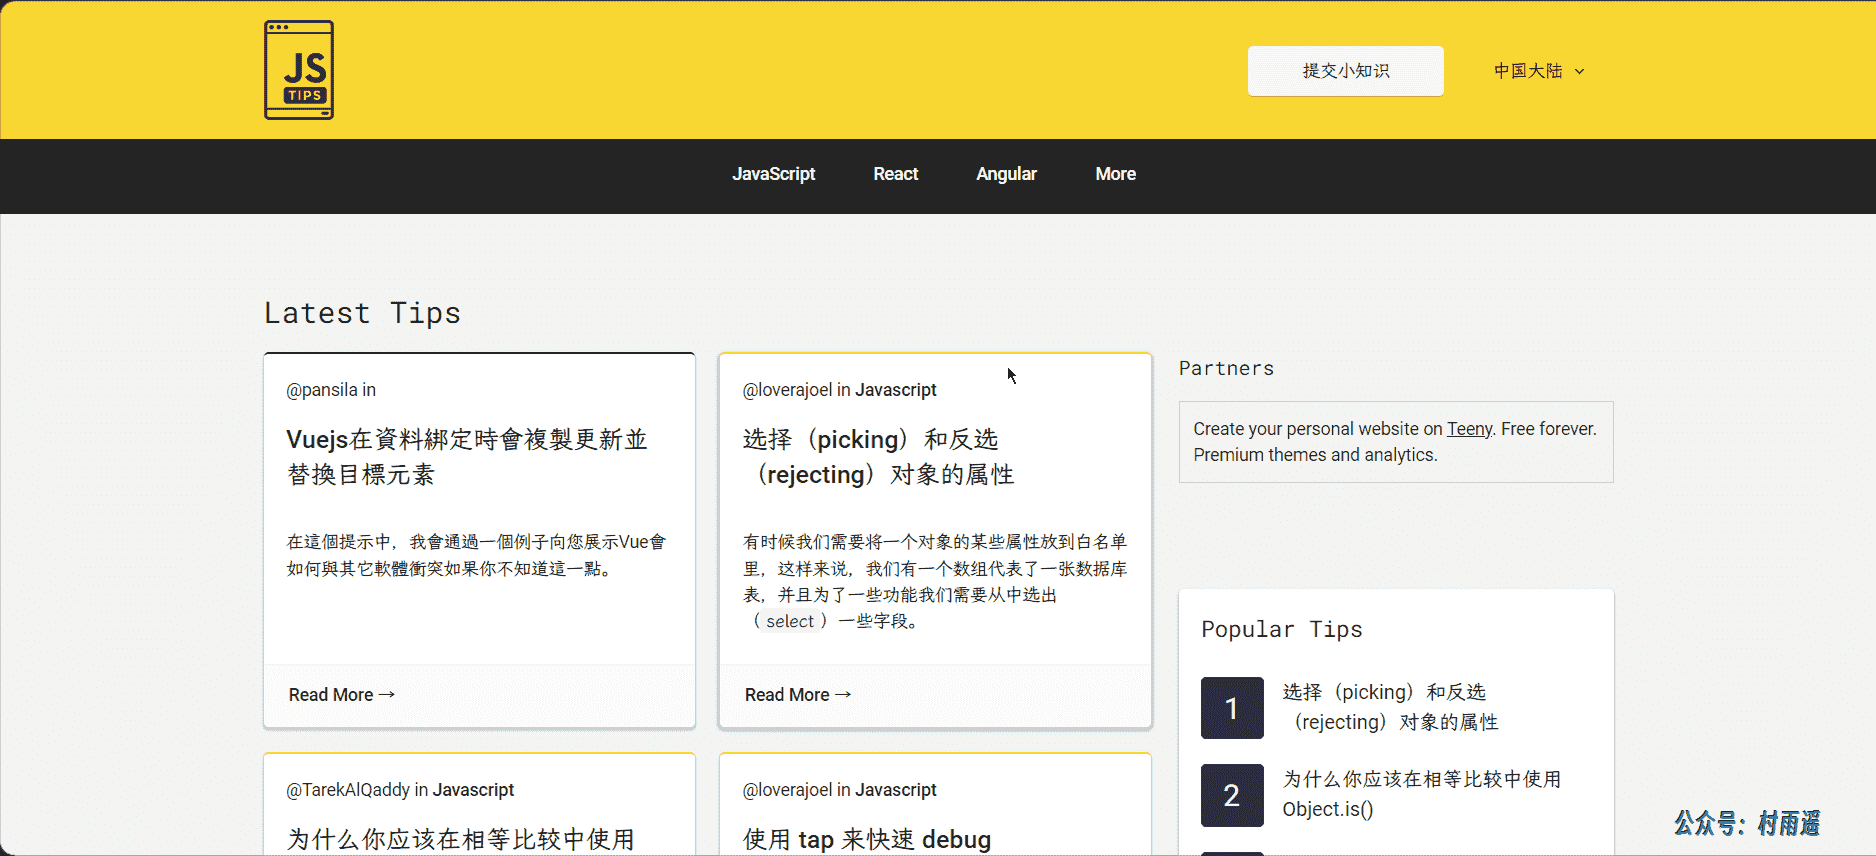 JS
TIPS
提交小知识
中国大陆
JavaScript
React
Angular
More
Latest Tips
@pansila in
Vuejs在資料綁定時會複製更新並
替換目標元素
在這個提示中，我會通過一個例子向您展示Vue會
如何與其它軟體衝突如果你不知道這一點。
Read More →
@loverajoel in Javascript
选择（picking）和反选
（rejecting）对象的属性
有时候我们需要将一个对象的某些属性放到白名单
里，这样来说，我们有一个数组代表了一张数据库
表，并且为了一些功能我们需要从中选出
（select）一些字段。
Read More →
@TarekAlQaddy in Javascript
为什么你应该在相等比较中使用
@loverajoel in Javascript
使用 tap 来快速 debug
Partners
Create your personal website on Teeny. Free forever.
Premium themes and analytics.
Popular Tips
1
选择（picking）和反选
（rejecting）对象的属性
2
为什么你应该在相等比较中使用
Object.is()
公众号：村雨遥